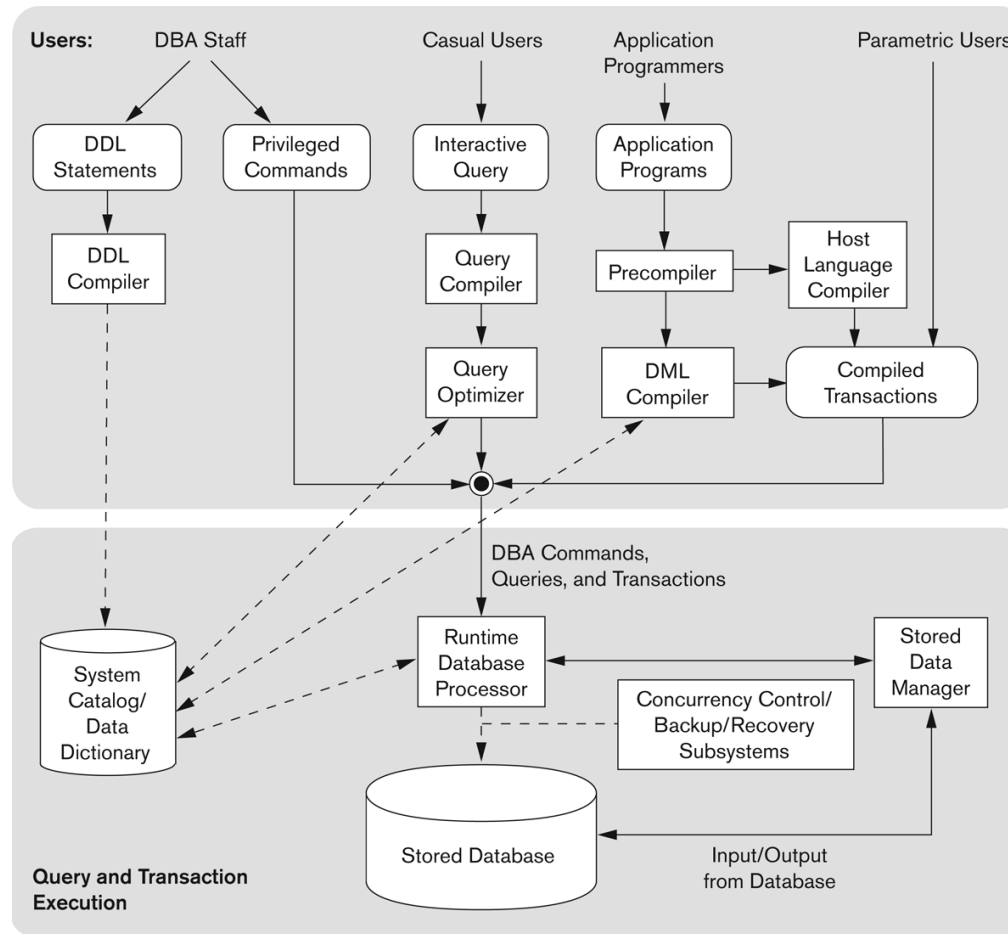 Users:
DBA Staff
Casual Users
Application
Programmers
Parametric Users
DDL
Statements
Privileged
Commands
Interactive
Query
Application
Programs
DDL
Compiler
Query
Compiler
Precompiler
Host
Language
Compiler
Query
Optimizer
DML
Compiler
Compiled
Transactions
DBA Commands,
Queries, and Transactions
System
Catalog/
Data
Dictionary
Runtime
Database
Processor
Stored
Data
Manager
Concurrency Control/
Backup/Recovery
Subsystems
Stored Database
Input/Output
from Database
Query and Transaction
Execution